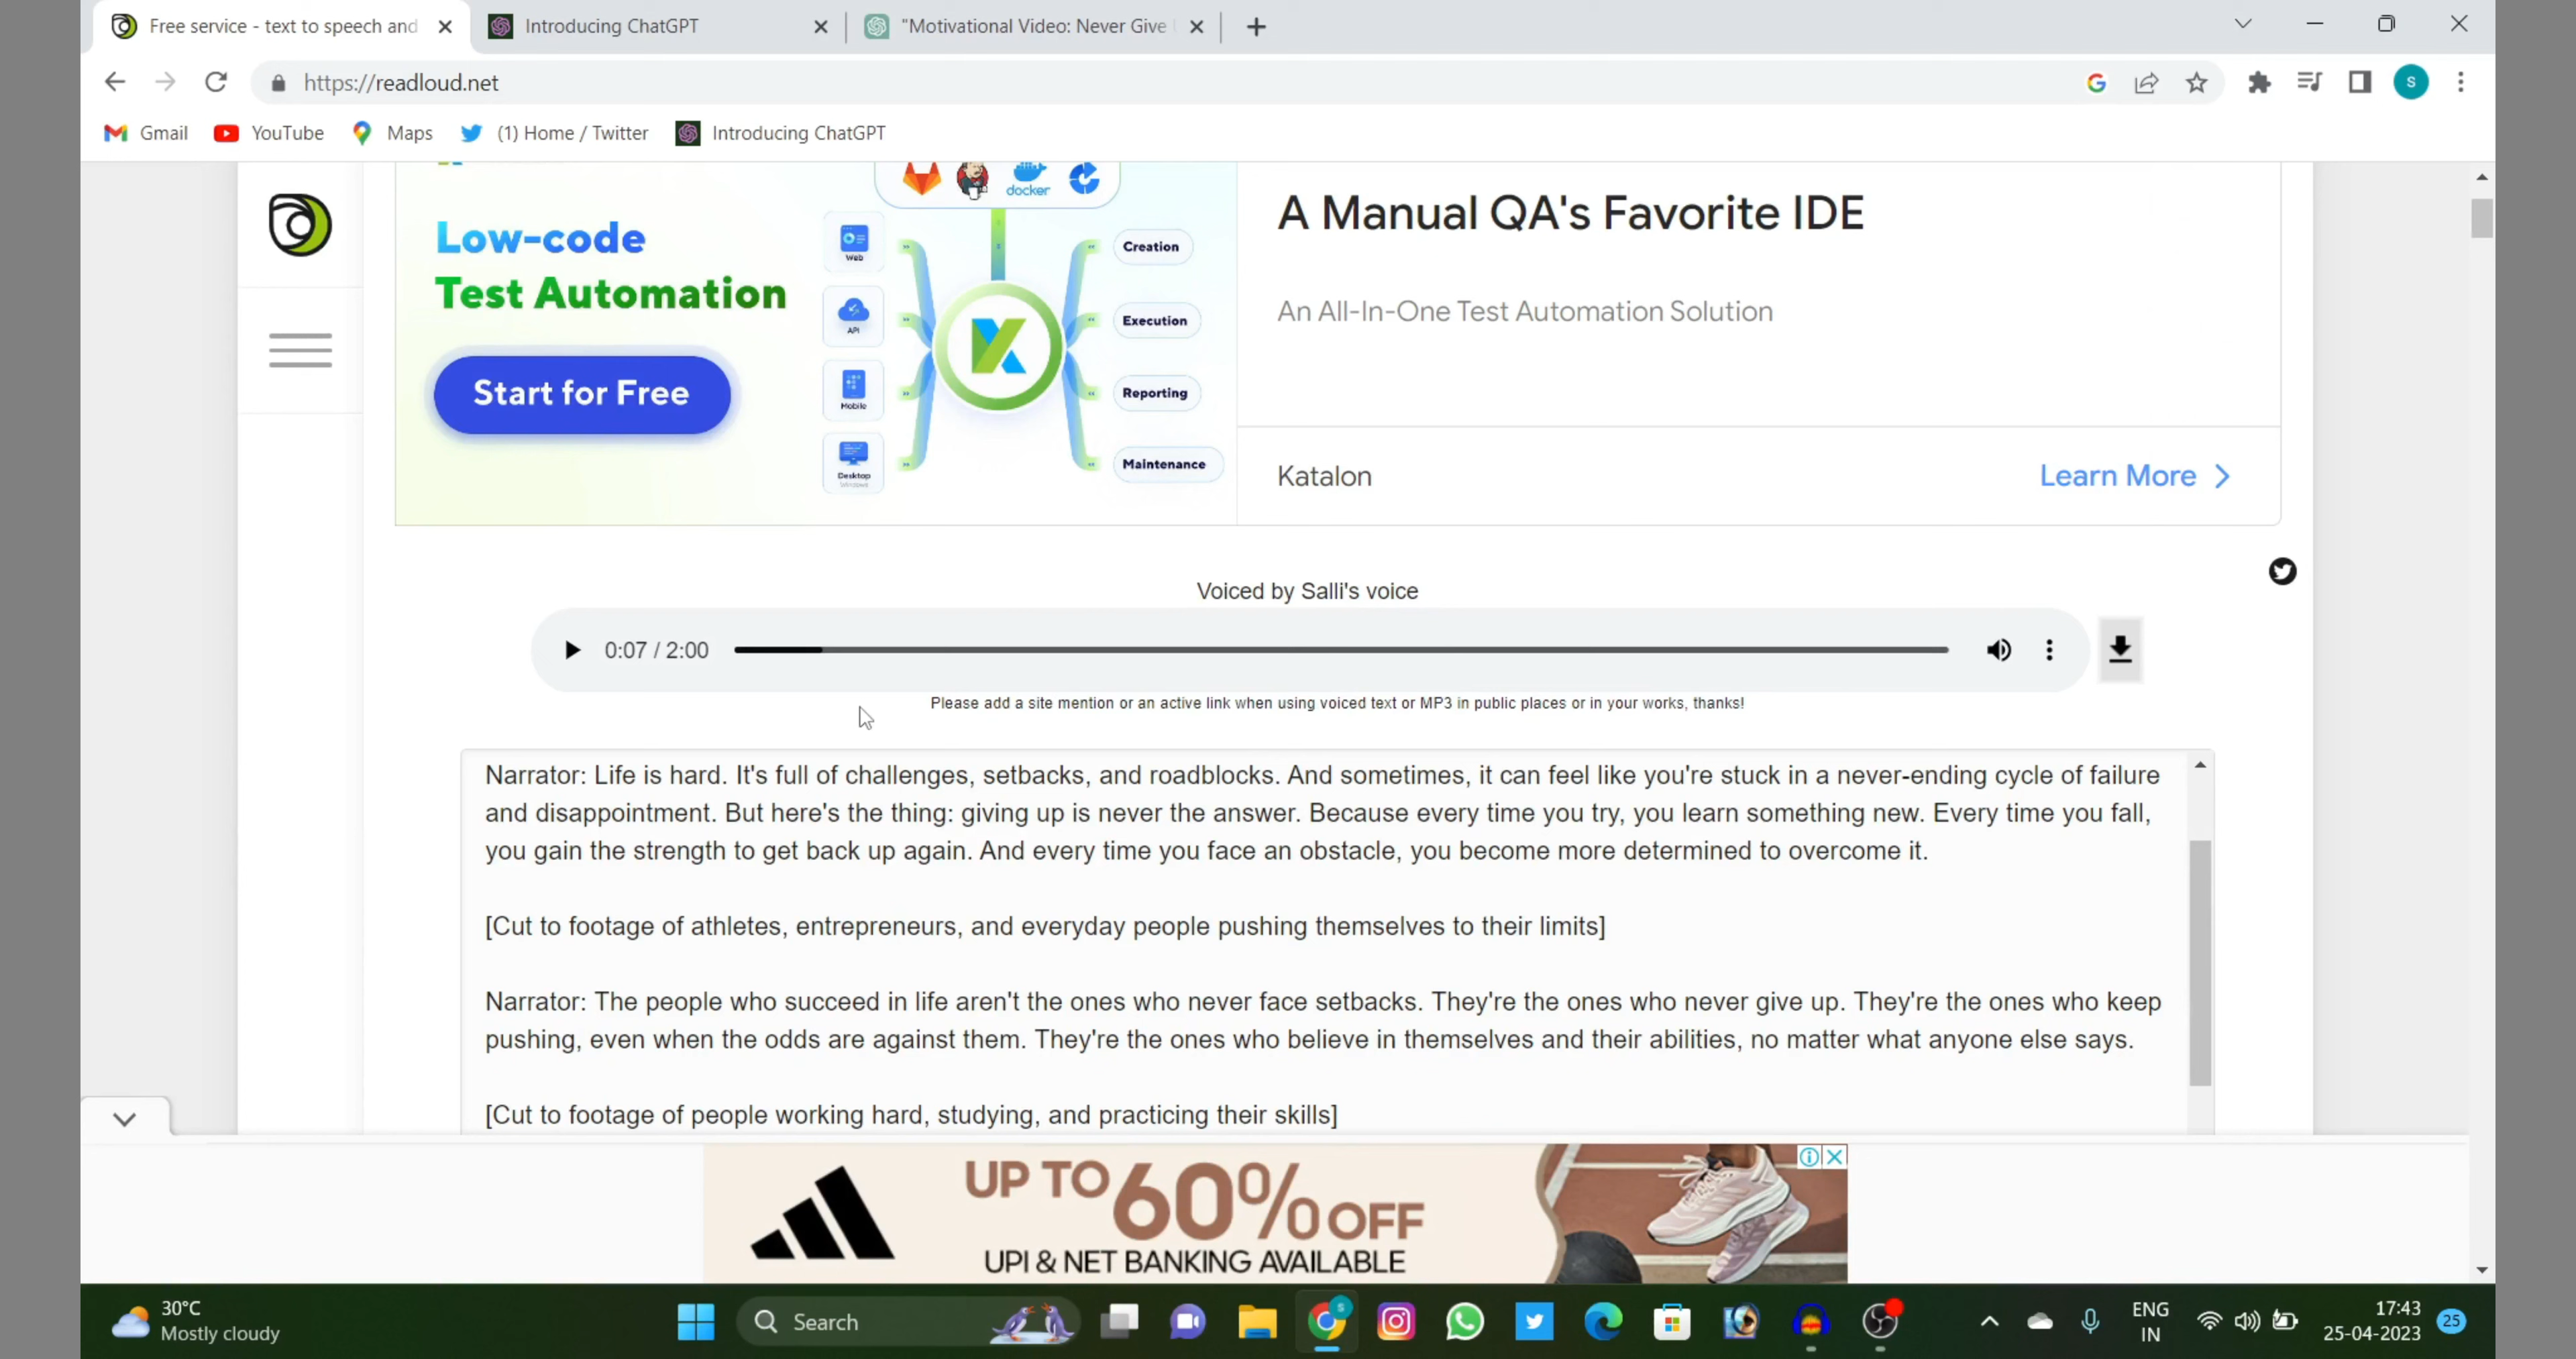 Free service - text to speech and
Introducing ChatGPT
"Motivational Video: Never Give
https://readloud.net
S
Gmail
YouTube
Maps
(1) Home / Twitter
Introducing ChatGPT
docker
Low-code
Test Automation
Start for Free
Web
API
Mobile
Desktop
Windows
Creation
Execution
Reporting
Maintenance
A Manual QA's Favorite IDE
An All-In-One Test Automation Solution
Katalon
Learn More
Voiced by Salli's voice
0:07 / 2:00
Please add a site mention or an active link when using voiced text or MP3 in public places or in your works, thanks!
Narrator: Life is hard. It's full of challenges, setbacks, and roadblocks. And sometimes, it can feel like you're stuck in a never-ending cycle of failure
and disappointment. But here's the thing: giving up is never the answer. Because every time you try, you learn something new. Every time you fall,
you gain the strength to get back up again. And every time you face an obstacle, you become more determined to overcome it.
[Cut to footage of athletes, entrepreneurs, and everyday people pushing themselves to their limits]
Narrator: The people who succeed in life aren't the ones who never face setbacks. They're the ones who never give up. They're the ones who keep
pushing, even when the odds are against them. They're the ones who believe in themselves and their abilities, no matter what anyone else says.
[Cut to footage of people working hard, studying, and practicing their skills]
UP TO 60% OFF
UPI & NET BANKING AVAILABLE
30°C
Mostly cloudy
Search
ENG
IN
17:43
25-04-2023
25